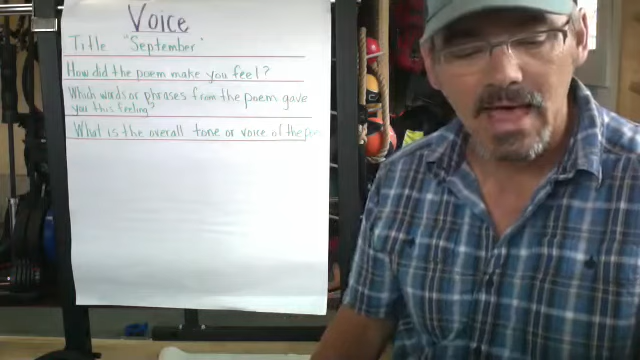 Voice
Title "September"
How did the poem make you feel?
Which words or phrases from the poem gave
you this feeling?
What is the overall tone or voice of the